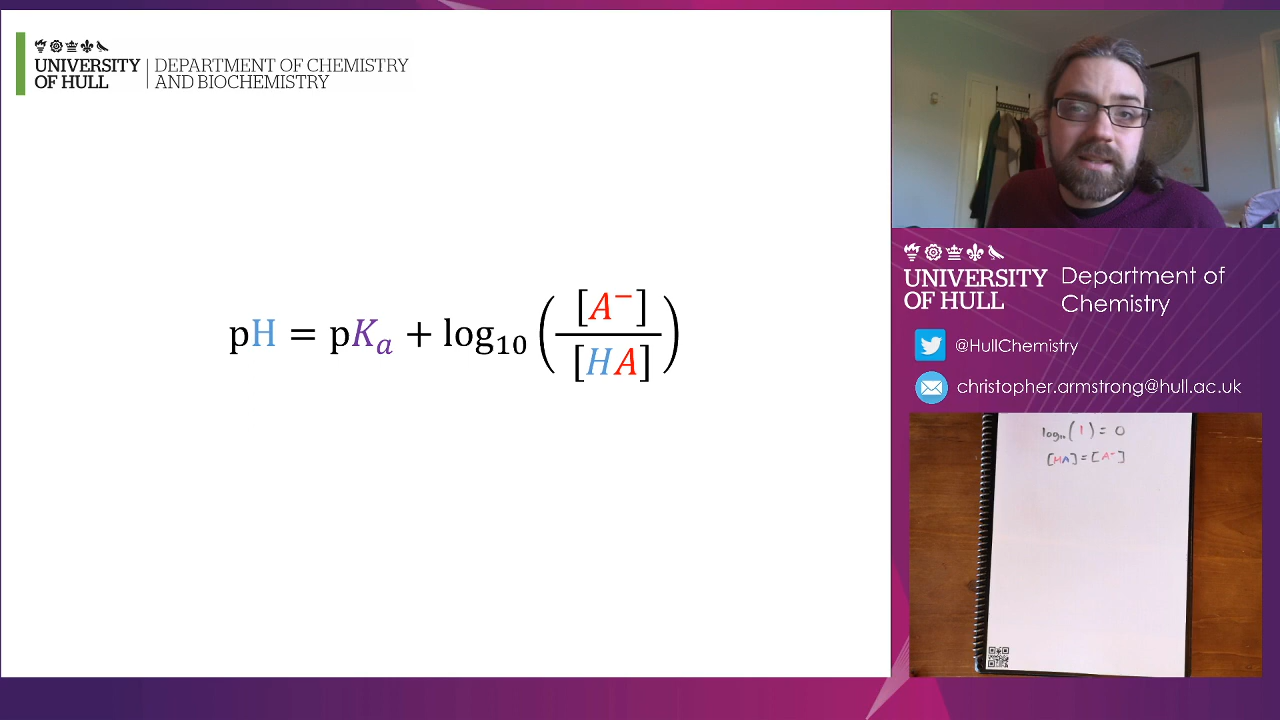 UNIVERSITY OF HULL
DEPARTMENT OF CHEMISTRY
AND BIOCHEMISTRY
pH = pKₐ + log₁₀ ([A⁻] / [HA])
UNIVERSITY
OF HULL
Department of
Chemistry
@HullChemistry
christopher.armstrong@hull.ac.uk
log₁₀(1) = 0
[HA] = [A⁻]